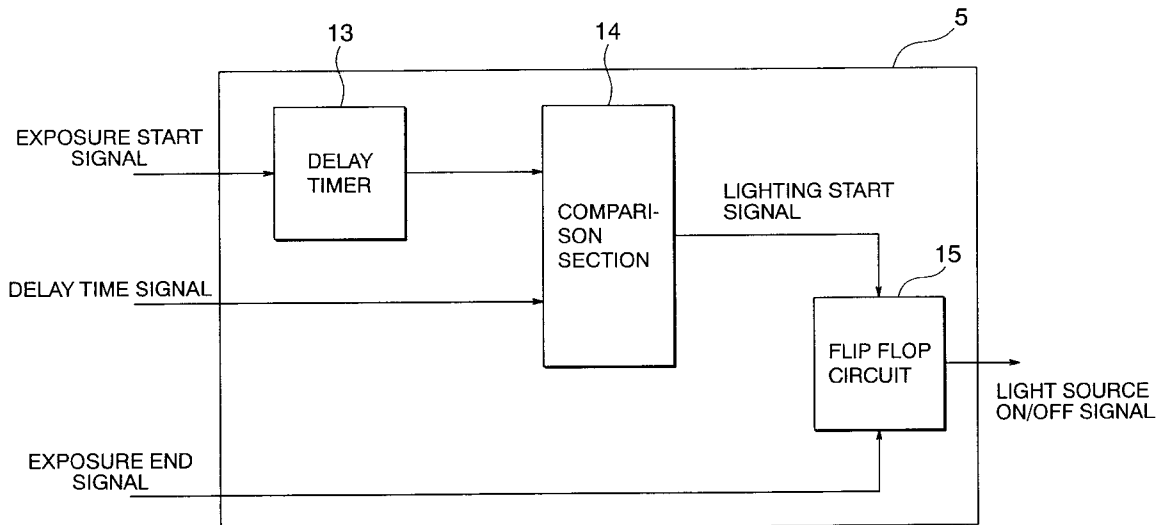 5
13
14
EXPOSURE START
SIGNAL
DELAY
TIMER
COMPARI-
SON
SECTION
LIGHTING START
SIGNAL
15
DELAY TIME SIGNAL
FLIP FLOP
CIRCUIT
LIGHT SOURCE
ON/OFF SIGNAL
EXPOSURE END
SIGNAL